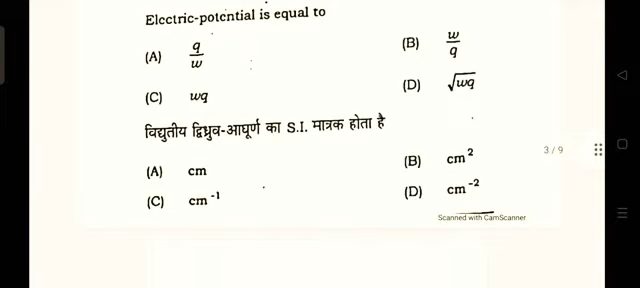 Electric-potential is equal to
(A) q/w (B) w/q
(C) wq (D) √wq
विद्युतीय द्विध्रुव-आघूर्ण का S.I. मात्रक होता है
(A) cm (B) cm²
(C) cm⁻¹ (D) cm⁻²
3 / 9
Scanned with CamScanner